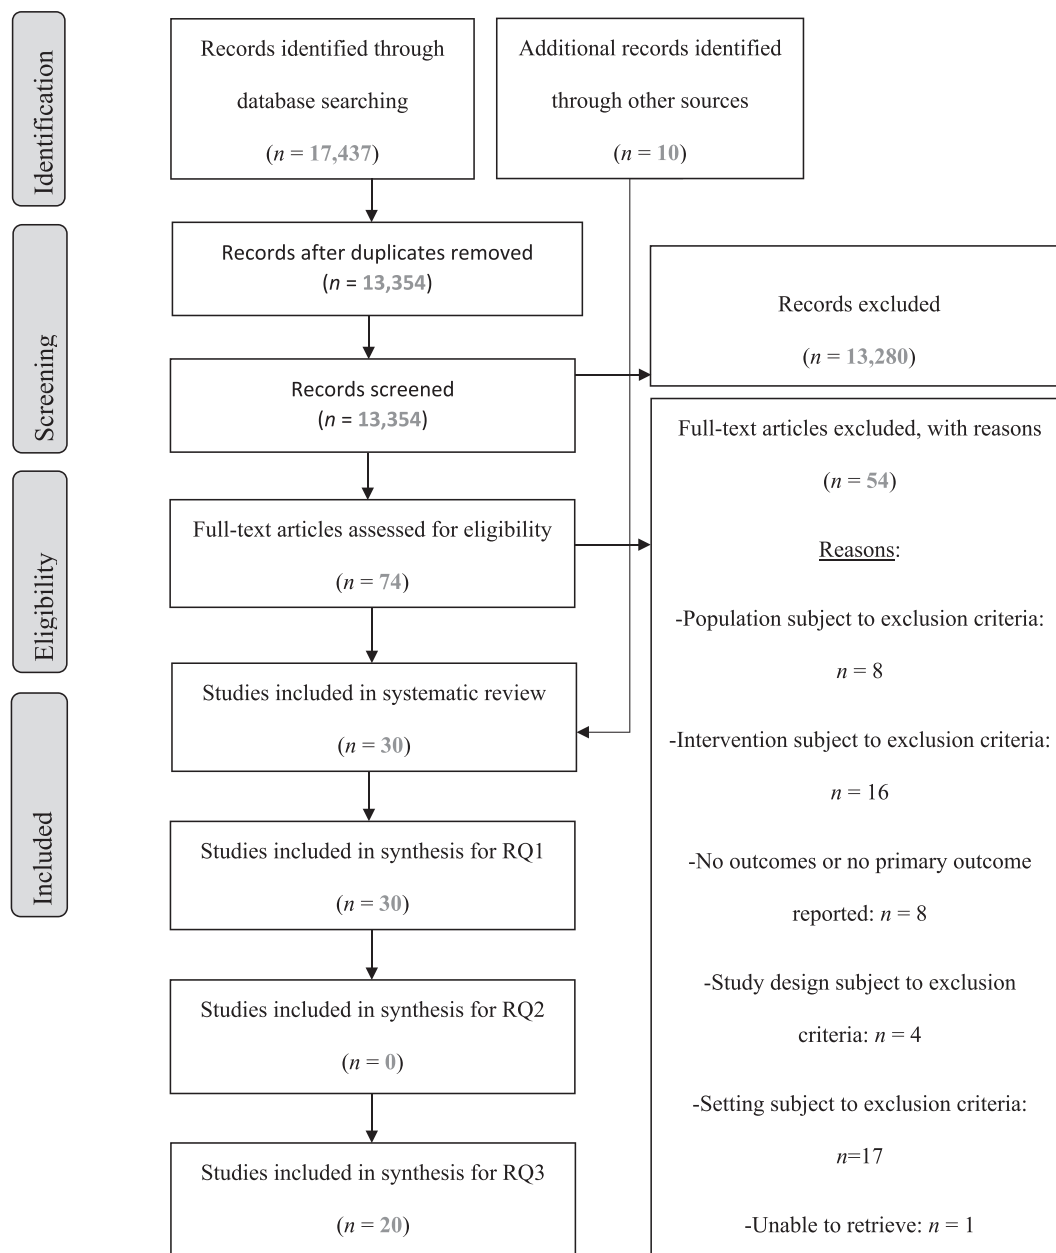 Identification
Records identified through
database searching
(n = 17,437)
Additional records identified
through other sources
(n = 10)
Screening
Records after duplicates removed
(n = 13,354)
Records screened
(n = 13,354)
Records excluded
(n = 13,280)
Eligibility
Full-text articles assessed for eligibility
(n = 74)
Full-text articles excluded, with reasons
(n = 54)
Reasons:
-Population subject to exclusion criteria:
n = 8
-Intervention subject to exclusion criteria:
n = 16
-No outcomes or no primary outcome
reported: n = 8
-Study design subject to exclusion
criteria: n = 4
-Setting subject to exclusion criteria:
n=17
-Unable to retrieve: n = 1
Included
Studies included in systematic review
(n = 30)
Studies included in synthesis for RQ1
(n = 30)
Studies included in synthesis for RQ2
(n = 0)
Studies included in synthesis for RQ3
(n = 20)